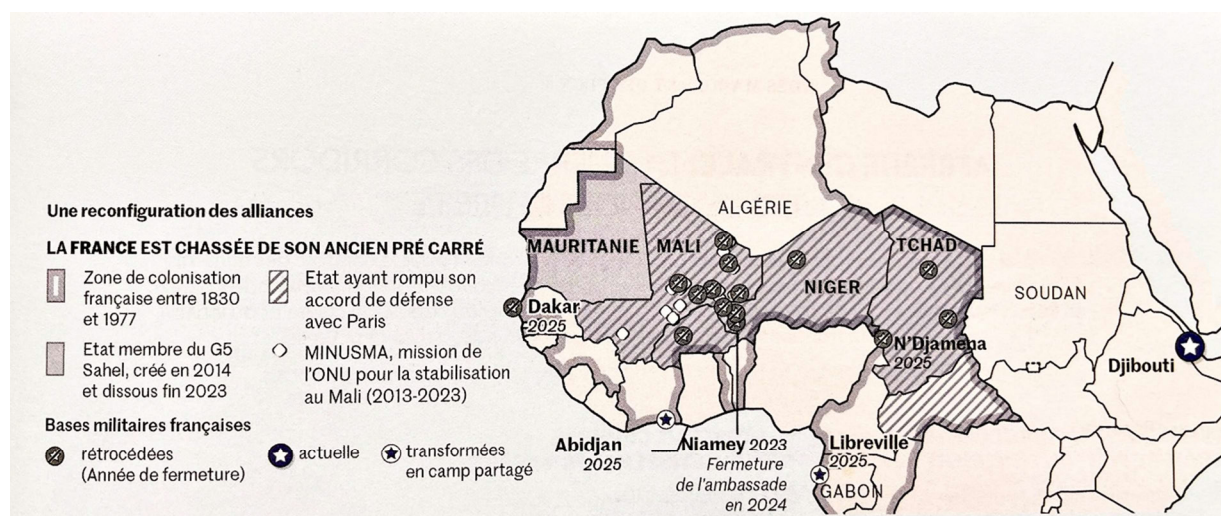 Une reconfiguration des alliances
LA FRANCE EST CHASSÉE DE SON ANCIEN PRÉ CARRÉ
Zone de colonisation
française entre 1830
et 1977
Etat membre du G5
Sahel, créé en 2014
et dissous fin 2023
Etat ayant rompu son
accord de défense
avec Paris
MINUSMA, mission de
l'ONU pour la stabilisation
au Mali (2013-2023)
Bases militaires françaises
rétrocédées
(Année de fermeture)
actuelle
transformées
en camp partagé
ALGÉRIE
MAURITANIE
MALI
TCHAD
NIGER
SOUDAN
Dakar
2025
N'Djamena
2025
Djibouti
Abidjan
2025
Niamey 2023
Fermeture
de l'ambassade
en 2024
Libreville
2025
GABON